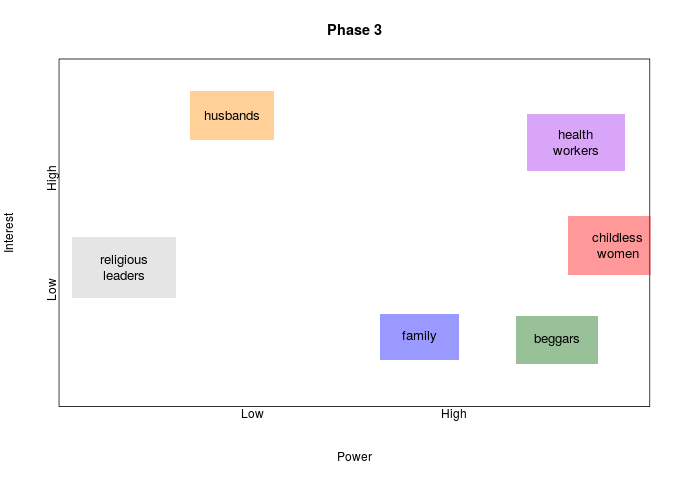 Phase 3
husbands
health
workers
High
childless
women
Interest
religious
leaders
Low
family
beggars
Low
High
Power